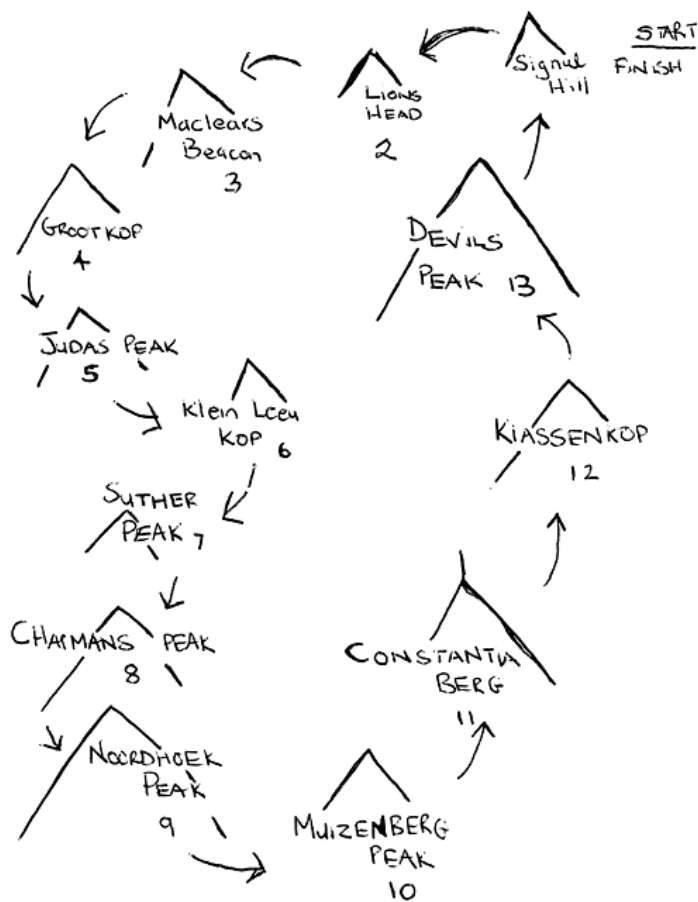 START
FINISH
Signal
Hill
LIONS
HEAD
2
Maclears
Beacon
3
GROOTKOP
4
JUDAS PEAK
5
Klein Leeu
KOP 6
SUTHER
PEAK 7
CHAPMANS PEAK
8
NOORDHOEK
PEAK
9
MUIZENBERG
PEAK
10
CONSTANTIA
BERG
11
KLASSENKOP
12
DEVILS
PEAK 13